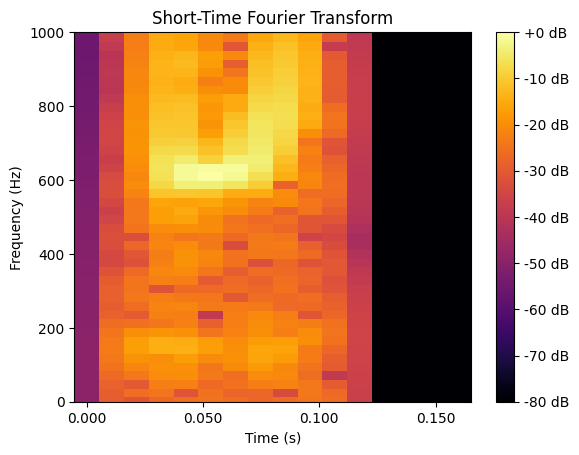 Short-Time Fourier Transform
1000
800
600
400
200
0
Frequency (Hz)
0.000
0.050
0.100
0.150
Time (s)
+0 dB
-10 dB
-20 dB
-30 dB
-40 dB
-50 dB
-60 dB
-70 dB
-80 dB